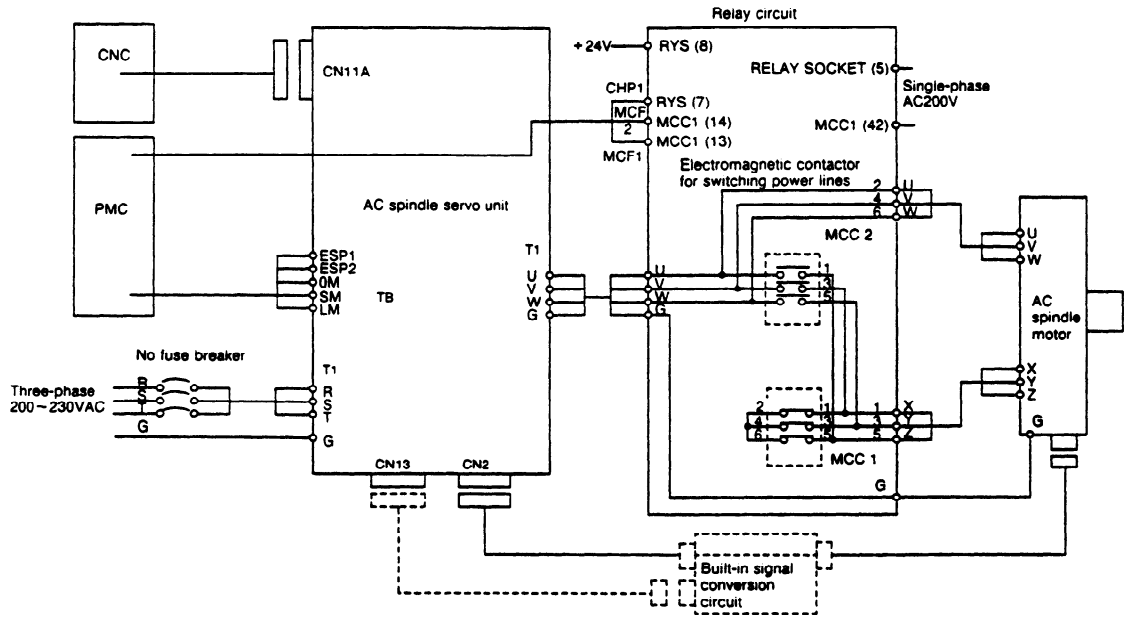 Relay circuit
CNC
CN11A
+24V
RYS (8)
RELAY SOCKET (5)
Single-phase
AC200V
CHP1
RYS (7)
MCF
2
MCC1 (14)
MCC1 (13)
MCF1
MCC1 (42)
Electromagnetic contactor
for switching power lines
2 U
4 V
6 W
MCC 2
PMC
AC spindle servo unit
ESP1
ESP2
0M
SM
LM
TB
T1
U
V
W
G
U
V
W
G
1
3
5
U
V
W
AC
spindle
motor
X
Y
Z
G
No fuse breaker
Three-phase
200~230VAC
R
S
G
T1
R
S
T
G
2
4
6
1
3
5
1 X
3 Y
5 Z
MCC 1
G
CN13
CN2
Built-in signal
conversion
circuit